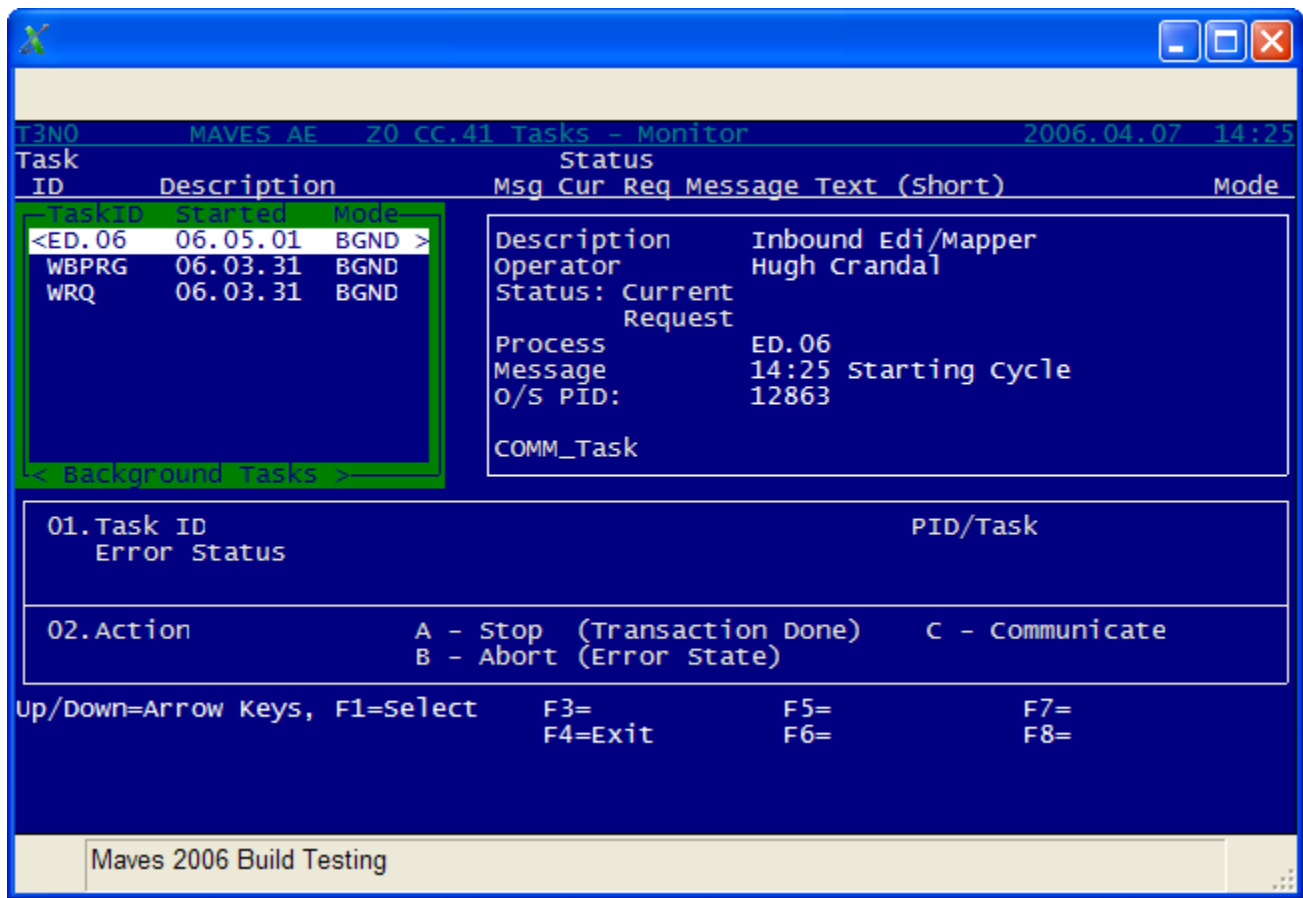 T3N0 MAVES AE Z0 CC.41 Tasks - Monitor 2006.04.07 14:25
Task Status
ID Description Msg Cur Req Message Text (Short) Mode
TaskID Started Mode
<ED.06 06.05.01 BGND >
WBPRG 06.03.31 BGND
WRQ 06.03.31 BGND
< Background Tasks >
Description Inbound Edi/Mapper
Operator Hugh Crandal
Status: Current
Request
Process ED.06
Message 14:25 Starting Cycle
O/S PID: 12863
COMM_Task
01.Task ID PID/Task
Error Status
02.Action A - Stop (Transaction Done) C - Communicate
B - Abort (Error State)
Up/Down=Arrow Keys, F1=Select F3= F5= F7=
F4=Exit F6= F8=
Maves 2006 Build Testing